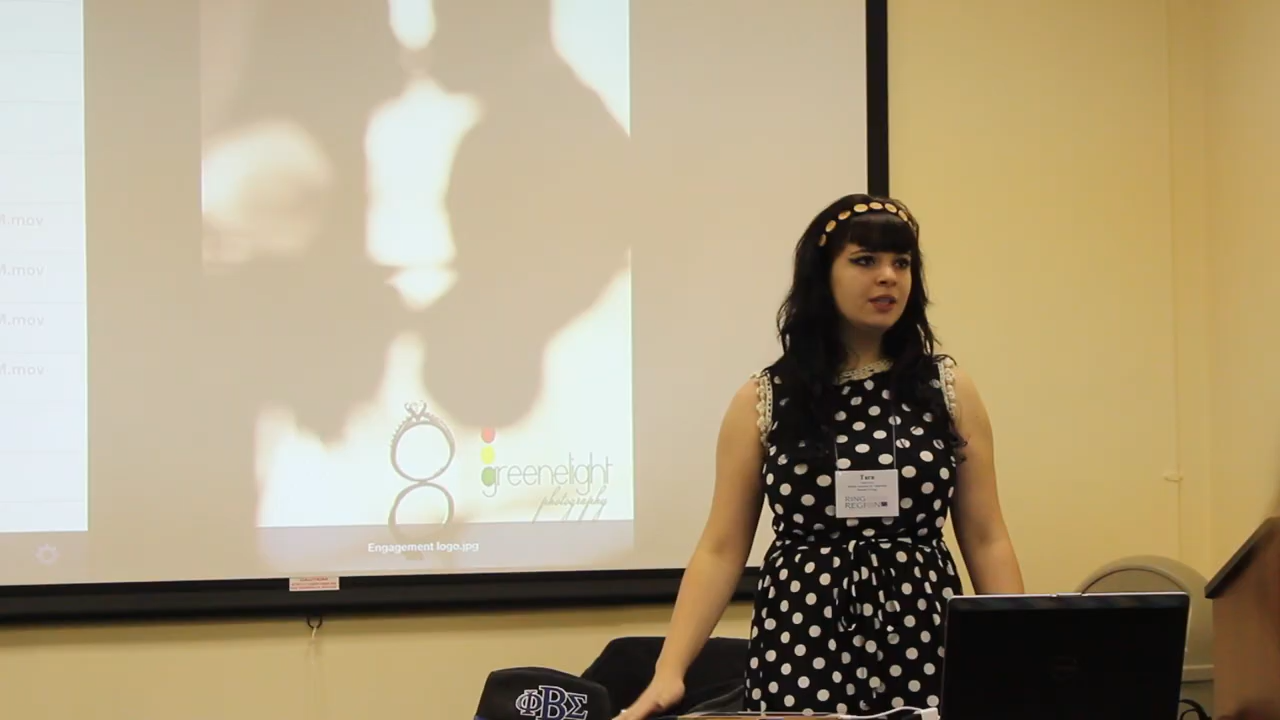 M.mov
M.mov
M.mov
M.mov
greenelight
photography
Engagement logo.jpg
Tara
RING
REGION
ΦΒΣ